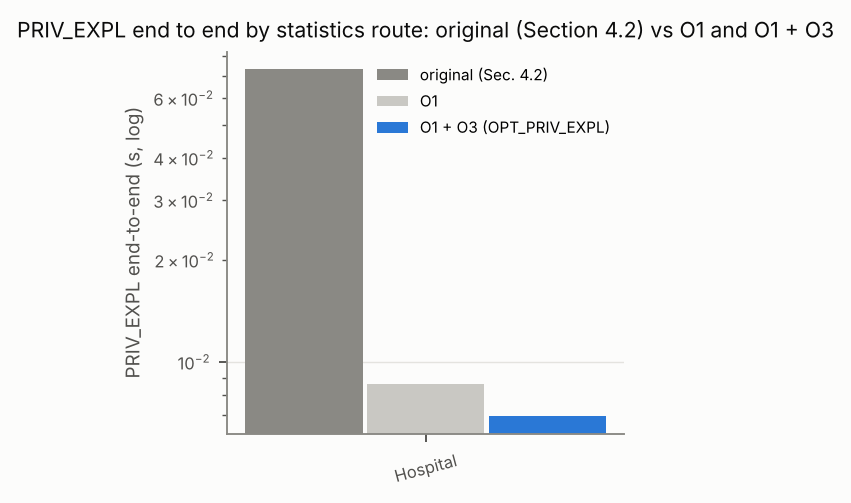 PRIV_EXPL end to end by statistics route: original (Section 4.2) vs O1 and O1 + O3
original (Sec. 4.2)
O1
O1 + O3 (OPT_PRIV_EXPL)
PRIV_EXPL end-to-end (s, log)
6 × 10⁻²
4 × 10⁻²
3 × 10⁻²
2 × 10⁻²
10⁻²
Hospital